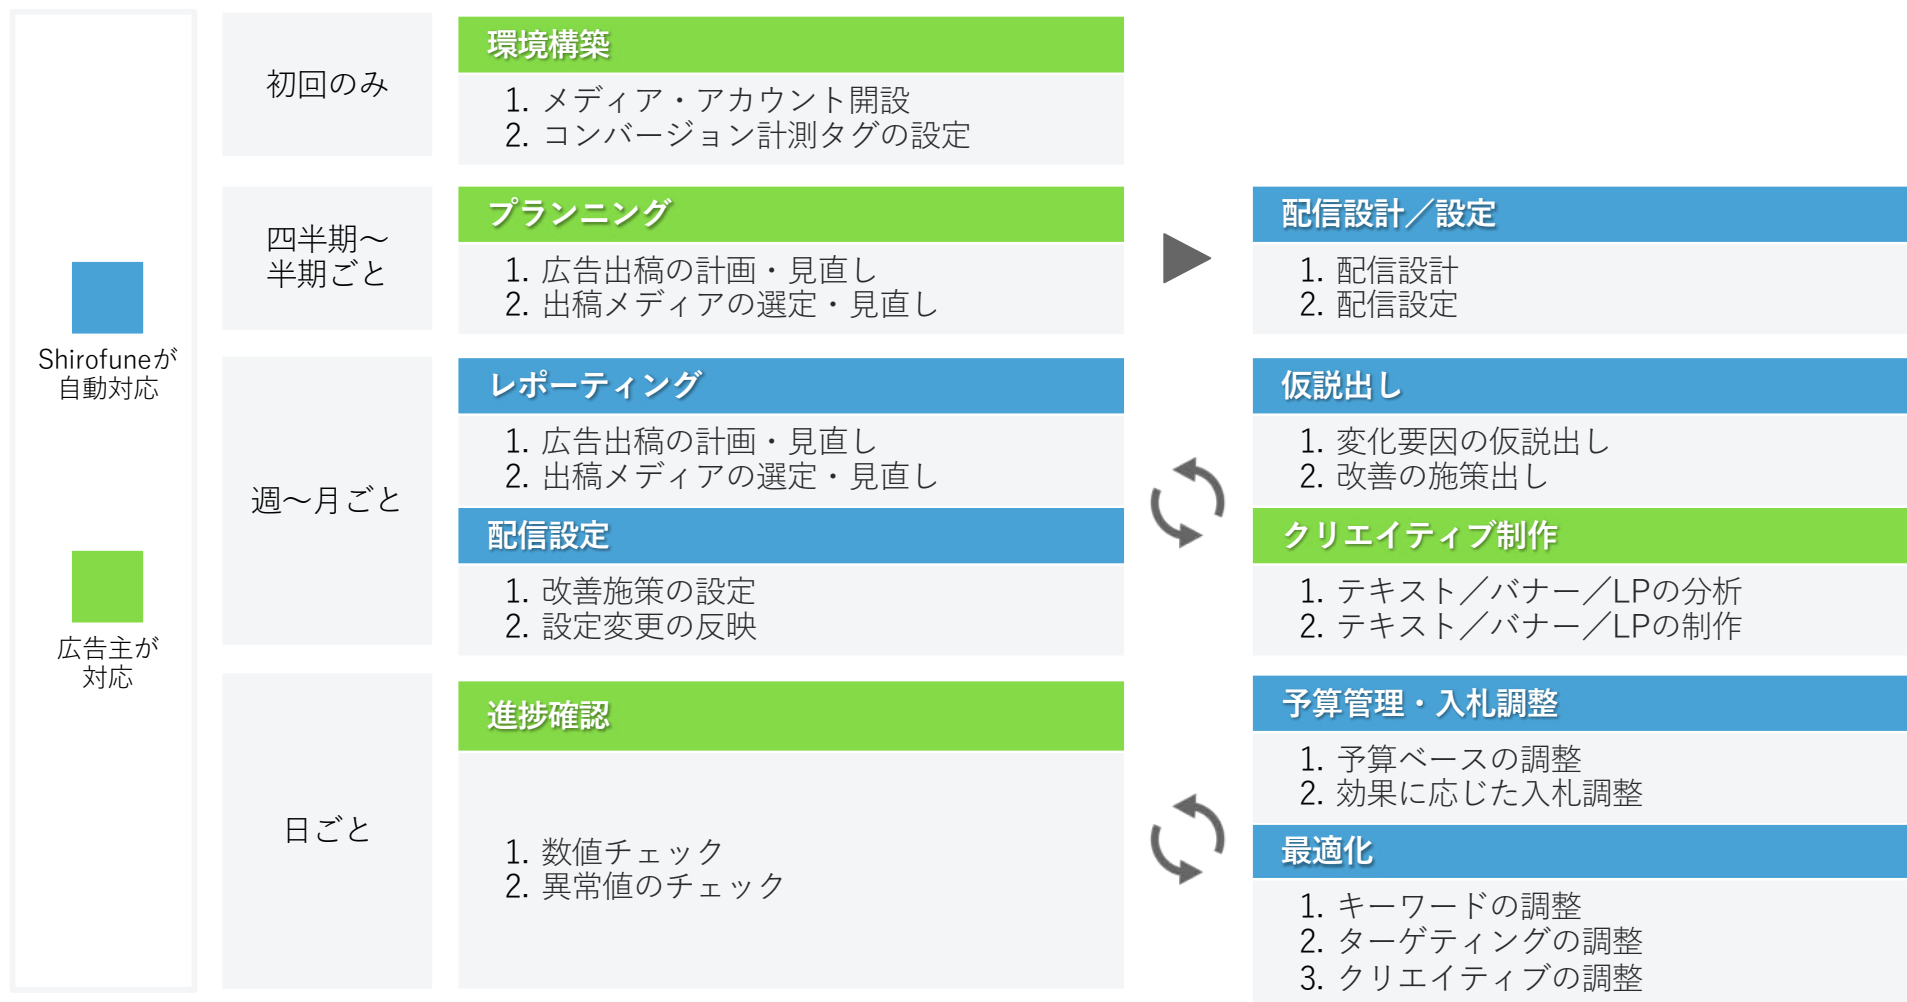 Shirofuneが
自動対応
広告主が
対応
初回のみ
環境構築
1. メディア・アカウント開設
2. コンバージョン計測タグの設定
四半期～
半期ごと
プランニング
1. 広告出稿の計画・見直し
2. 出稿メディアの選定・見直し
配信設計／設定
1. 配信設計
2. 配信設定
週～月ごと
レポーティング
1. 広告出稿の計画・見直し
2. 出稿メディアの選定・見直し
配信設定
1. 改善施策の設定
2. 設定変更の反映
仮説出し
1. 変化要因の仮説出し
2. 改善の施策出し
クリエイティブ制作
1. テキスト／バナー／LPの分析
2. テキスト／バナー／LPの制作
日ごと
進捗確認
1. 数値チェック
2. 異常値のチェック
予算管理・入札調整
1. 予算ベースの調整
2. 効果に応じた入札調整
最適化
1. キーワードの調整
2. ターゲティングの調整
3. クリエイティブの調整